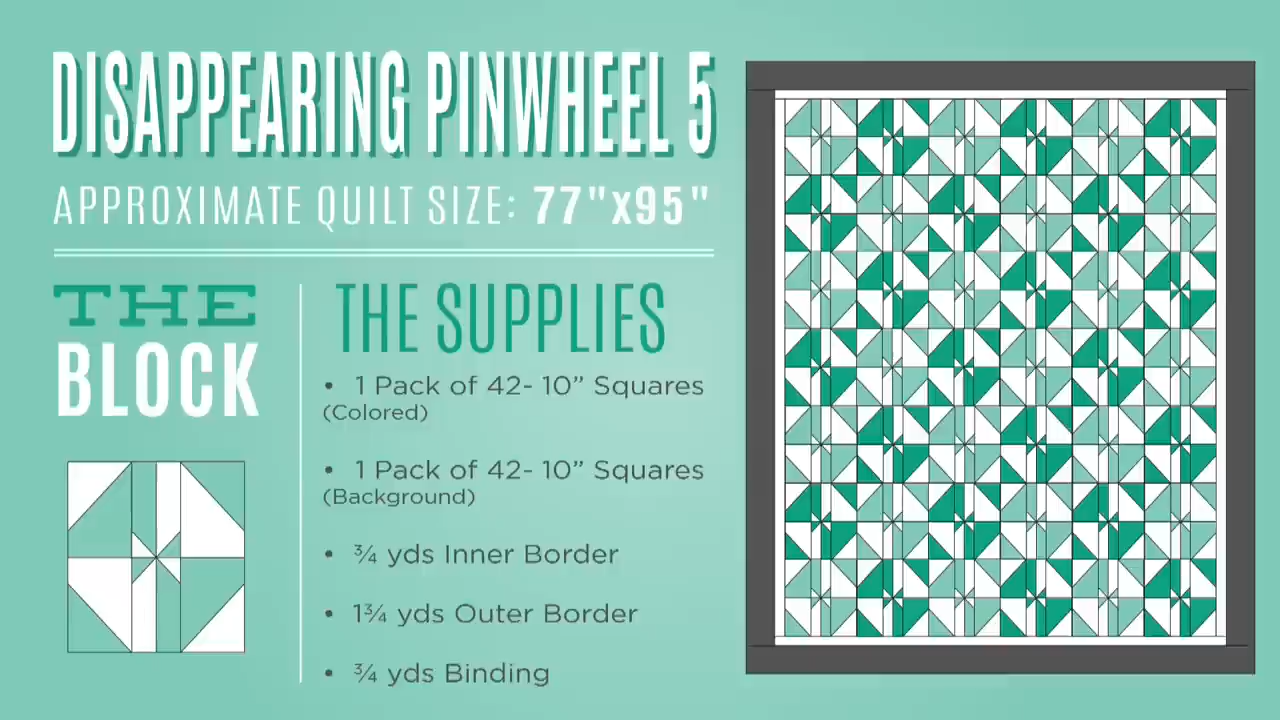 DISAPPEARING PINWHEEL 5
APPROXIMATE QUILT SIZE: 77"x95"
THE
BLOCK
THE SUPPLIES
• 1 Pack of 42- 10” Squares
(Colored)
• 1 Pack of 42- 10” Squares
(Background)
• ¾ yds Inner Border
• 1¾ yds Outer Border
• ¾ yds Binding